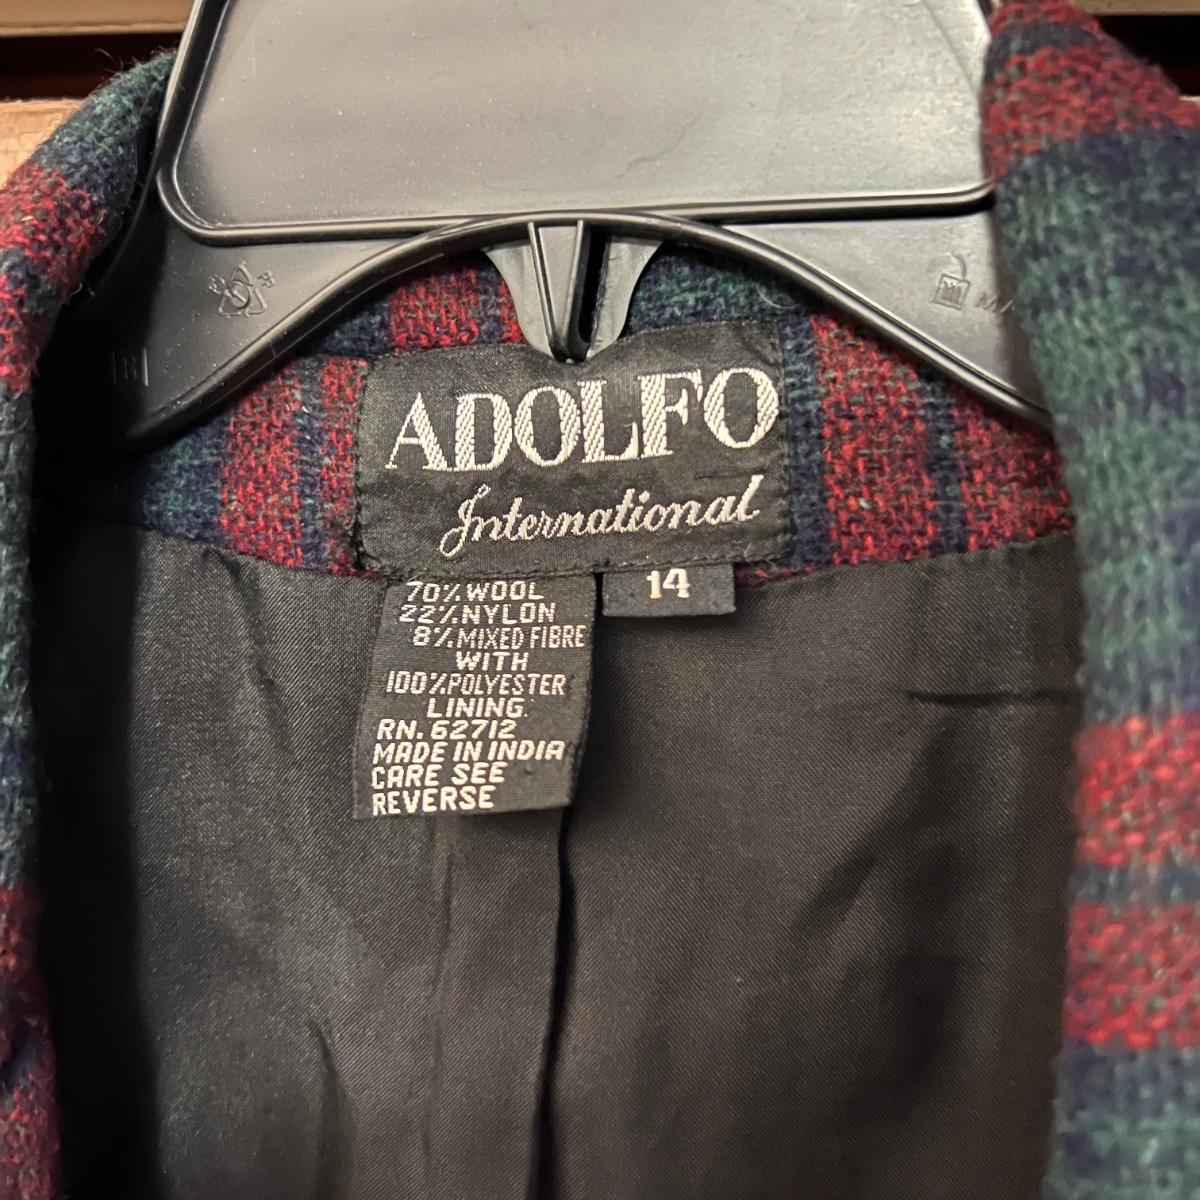 ADOLFO
International
14
70% WOOL
22% NYLON
8% MIXED FIBRE
WITH
100% POLYESTER
LINING.
RN. 62712
MADE IN INDIA
CARE SEE
REVERSE